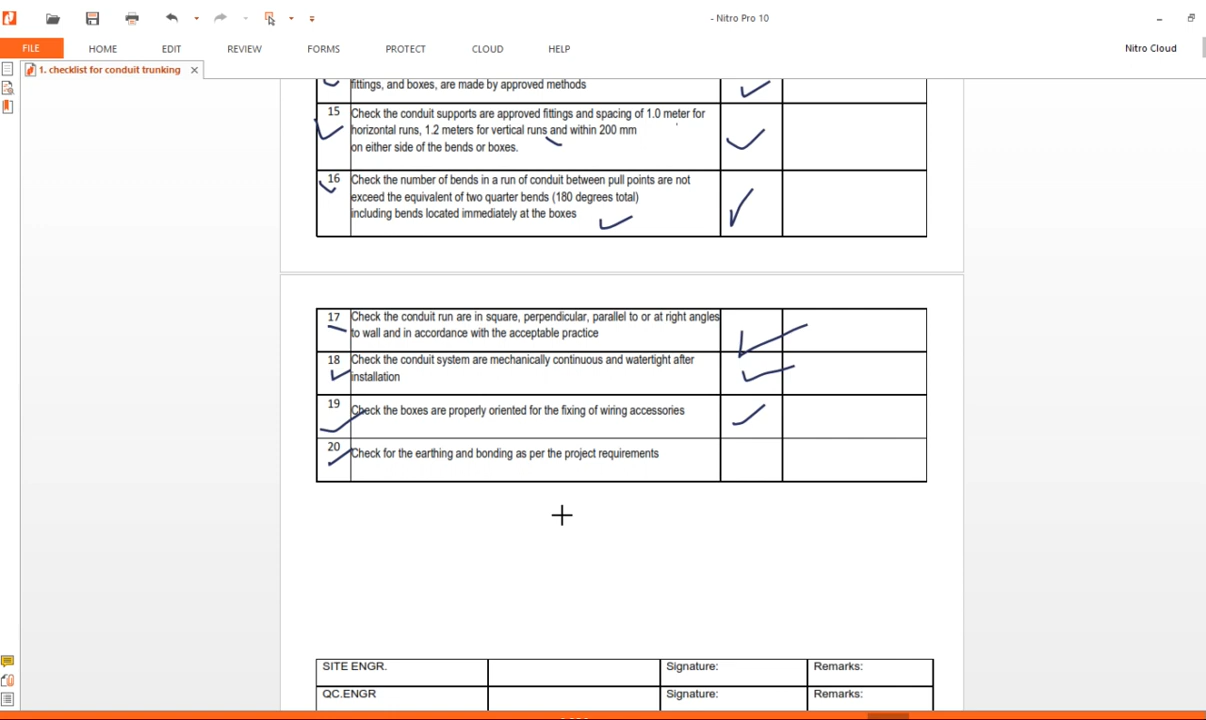 - Nitro Pro 10
FILE HOME EDIT REVIEW FORMS PROTECT CLOUD HELP Nitro Cloud
1. checklist for conduit trunking
fittings, and boxes, are made by approved methods
15 Check the conduit supports are approved fittings and spacing of 1.0 meter for
horizontal runs, 1.2 meters for vertical runs and within 200 mm
on either side of the bends or boxes.
16 Check the number of bends in a run of conduit between pull points are not
exceed the equivalent of two quarter bends (180 degrees total)
including bends located immediately at the boxes
17 Check the conduit run are in square, perpendicular, parallel to or at right angles
to wall and in accordance with the acceptable practice
18 Check the conduit system are mechanically continuous and watertight after
installation
19 Check the boxes are properly oriented for the fixing of wiring accessories
20 Check for the earthing and bonding as per the project requirements
SITE ENGR. Signature: Remarks:
QC.ENGR Signature: Remarks: